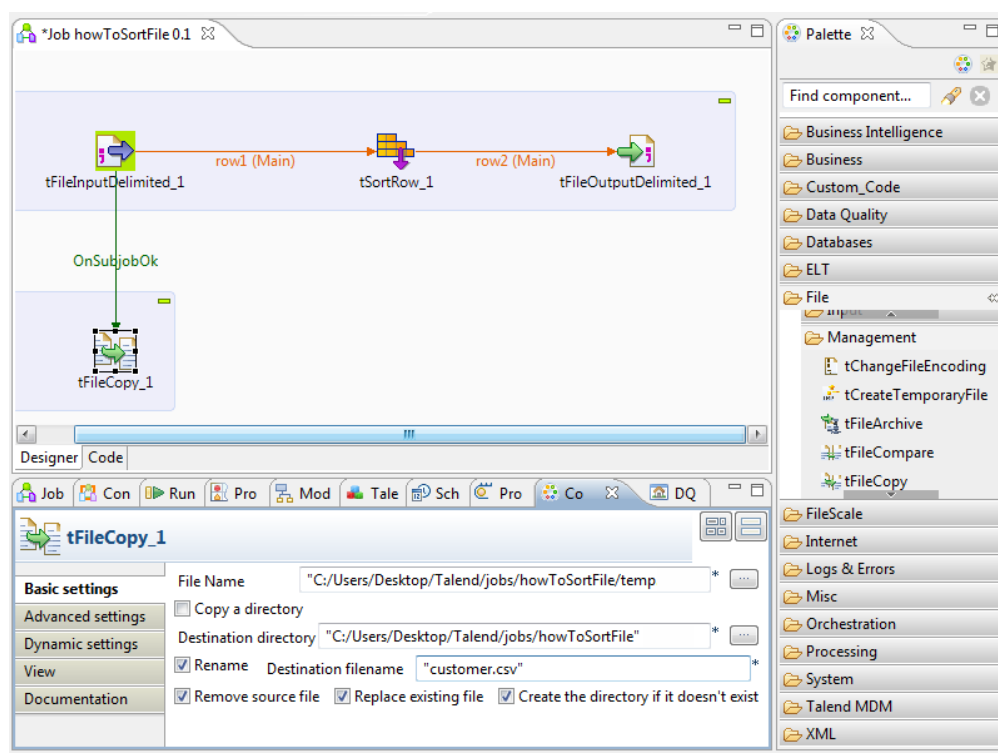 *Job howToSortFile 0.1
row1 (Main)
row2 (Main)
tFileInputDelimited_1
tSortRow_1
tFileOutputDelimited_1
OnSubjobOk
tFileCopy_1
Designer Code
Job Con Run Pro Mod Tale Sch Pro Co DQ
tFileCopy_1
Basic settings
Advanced settings
Dynamic settings
View
Documentation
File Name "C:/Users/Desktop/Talend/jobs/howToSortFile/temp * ...
Copy a directory
Destination directory "C:/Users/Desktop/Talend/jobs/howToSortFile" * ...
Rename Destination filename "customer.csv" *
Remove source file Replace existing file Create the directory if it doesn't exist
Palette
Find component...
Business Intelligence
Business
Custom_Code
Data Quality
Databases
ELT
File
Input
Management
tChangeFileEncoding
tCreateTemporaryFile
tFileArchive
tFileCompare
tFileCopy
FileScale
Internet
Logs & Errors
Misc
Orchestration
Processing
System
Talend MDM
XML